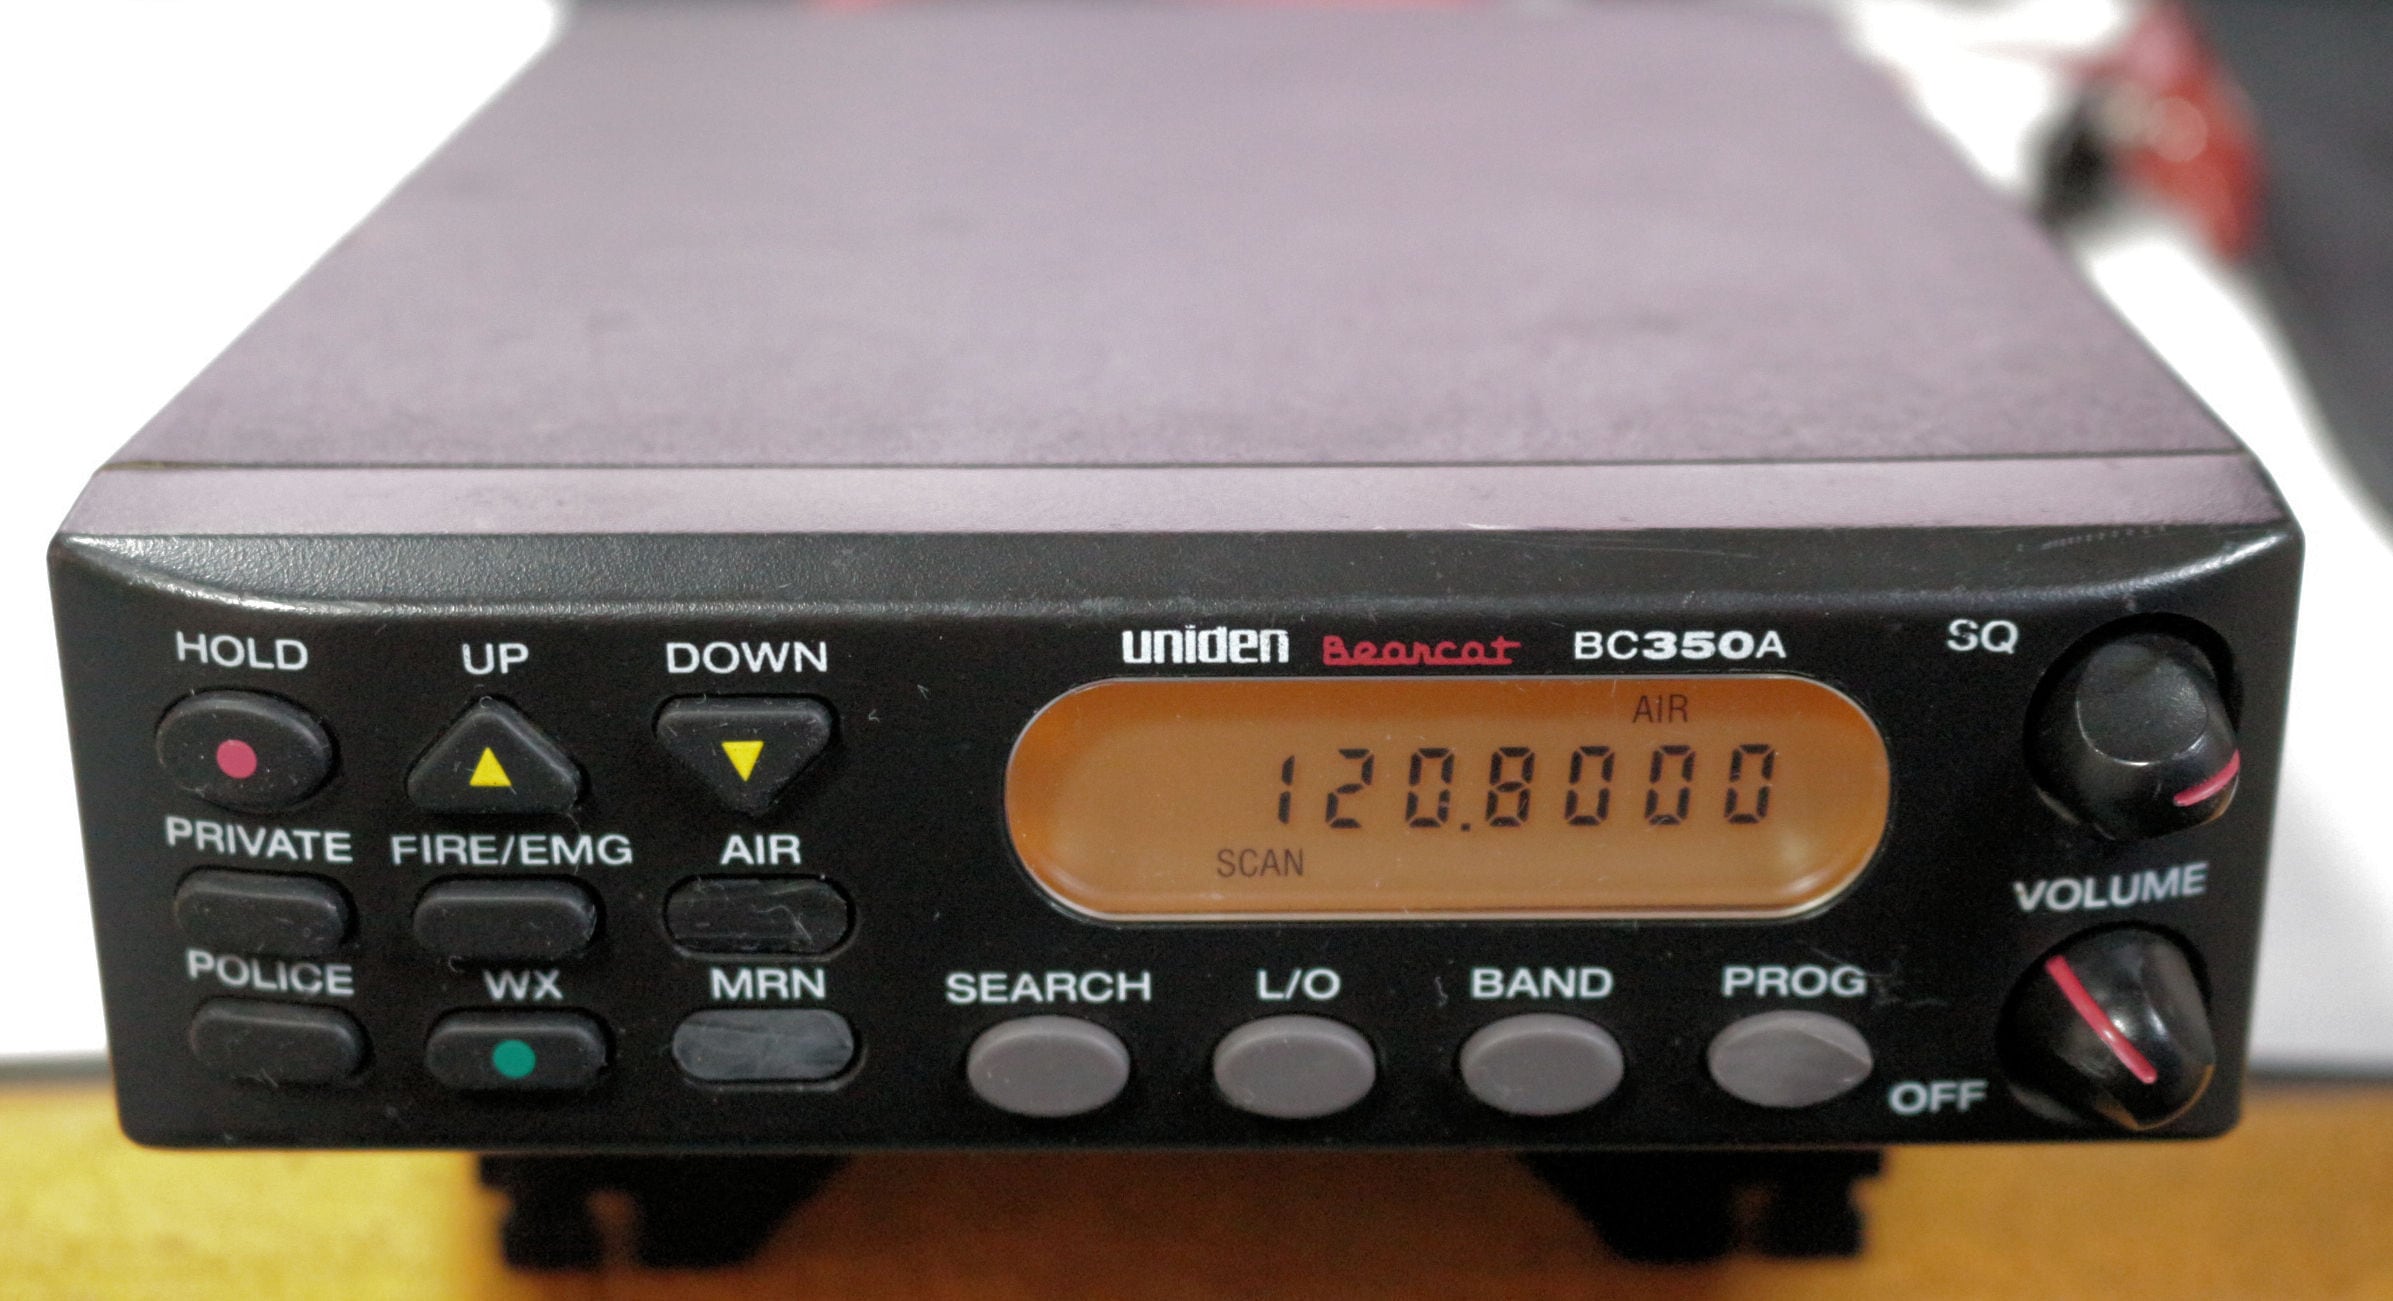 HOLD UP DOWN
PRIVATE FIRE/EMG AIR
POLICE WX MRN
uniden Bearcat BC350A
AIR
120.8000
SCAN
SEARCH L/O BAND PROG
SQ
VOLUME
OFF